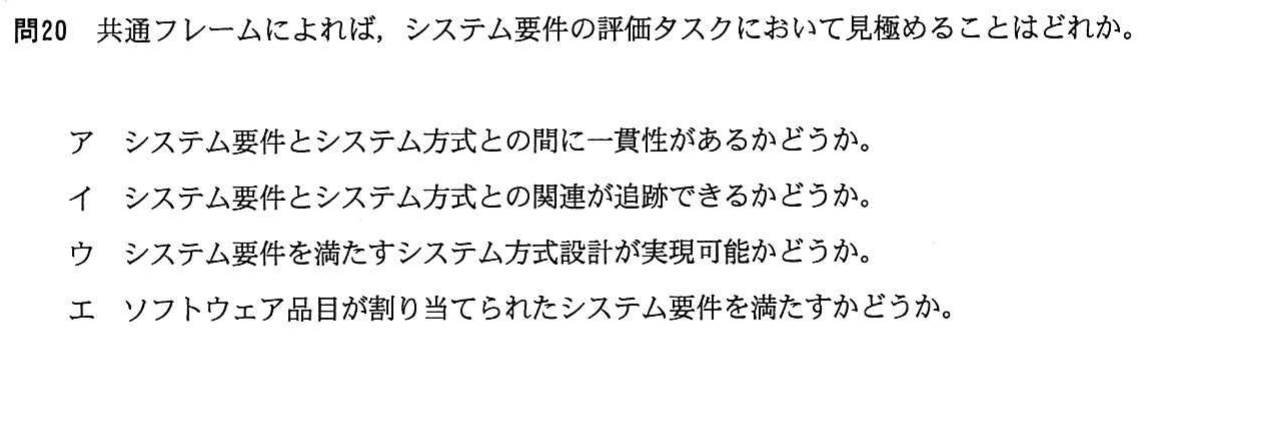 問20 共通フレームによれば，システム要件の評価タスクにおいて見極めることはどれか。
ア システム要件とシステム方式との間に一貫性があるかどうか。
イ システム要件とシステム方式との関連が追跡できるかどうか。
ウ システム要件を満たすシステム方式設計が実現可能かどうか。
エ ソフトウェア品目が割り当てられたシステム要件を満たすかどうか。